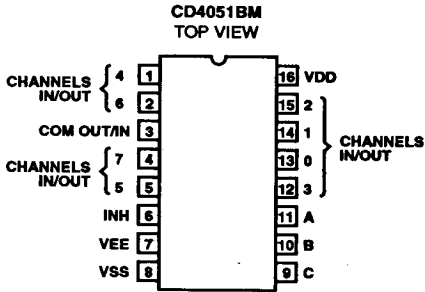 CD4051BM
TOP VIEW
CHANNELS
IN/OUT
4 1
6 2
COM OUT/IN 3
CHANNELS
IN/OUT
7 4
5 5
INH 6
VEE 7
VSS 8
16 VDD
15 2
14 1
13 0
12 3
CHANNELS
IN/OUT
11 A
10 B
9 C